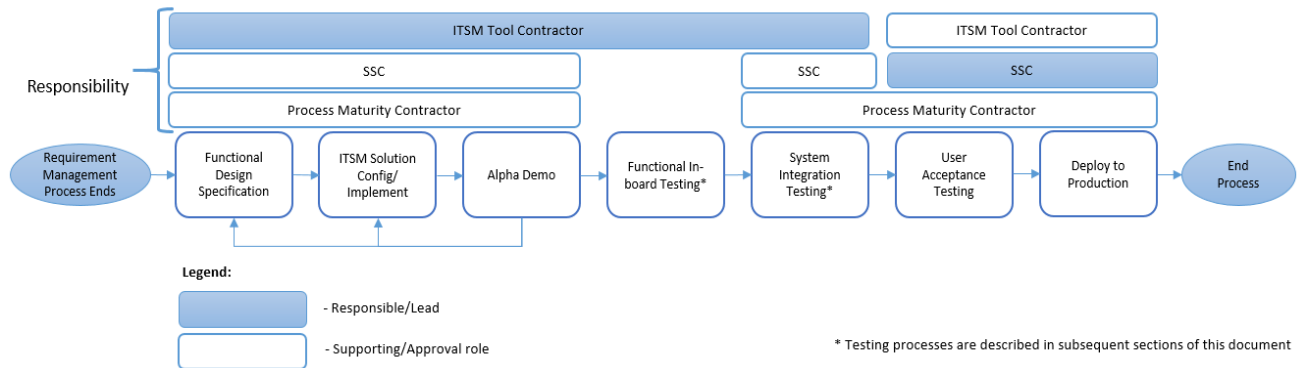 ITSM Tool Contractor
ITSM Tool Contractor
SSC
SSC
SSC
Responsibility
Process Maturity Contractor
Process Maturity Contractor
Requirement
Management
Process Ends
Functional
Design
Specification
ITSM Solution
Config/
Implement
Alpha Demo
Functional In-
board Testing*
System
Integration
Testing*
User
Acceptance
Testing
Deploy to
Production
End
Process
Legend:
- Responsible/Lead
- Supporting/Approval role
* Testing processes are described in subsequent sections of this document